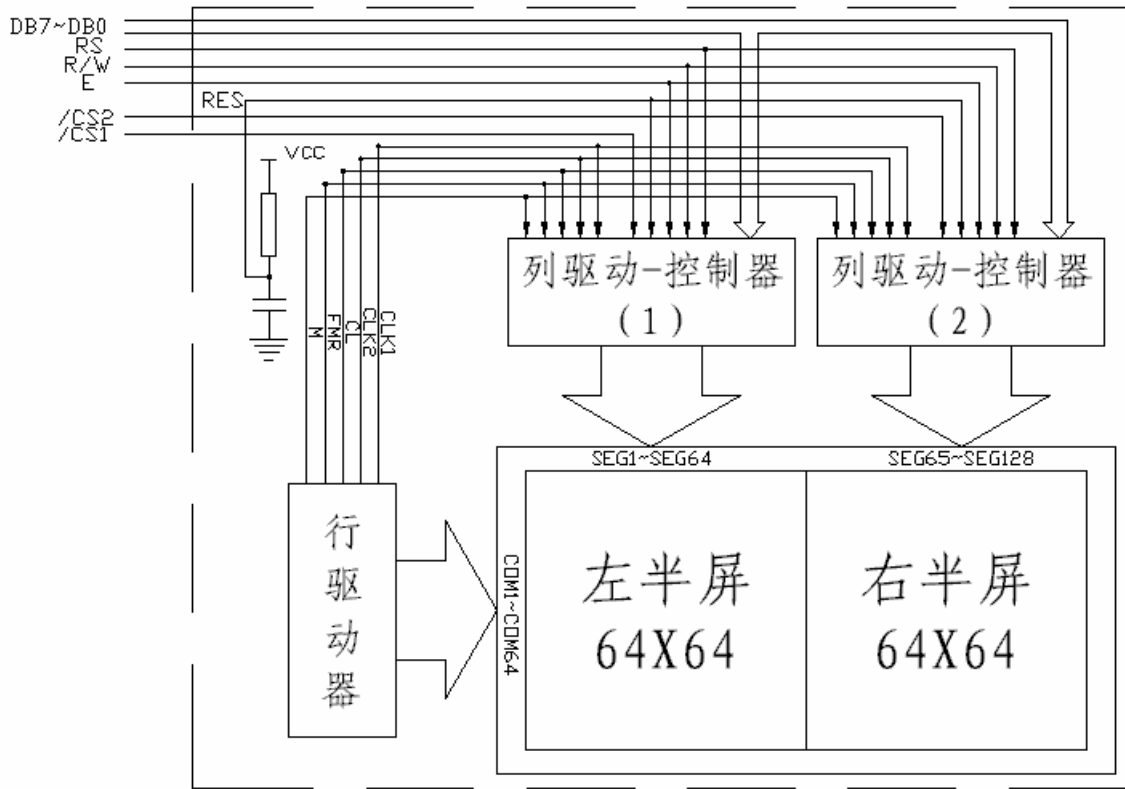 DB7~DB0
RS
R/W
E
RES
/CS2
/CS1
VCC
列驱动-控制器
(1)
列驱动-控制器
(2)
M
FMR
CL
CLK2
CLK1
SEG1~SEG64
SEG65~SEG128
行驱动器
COM1~COM64
左半屏
64X64
右半屏
64X64